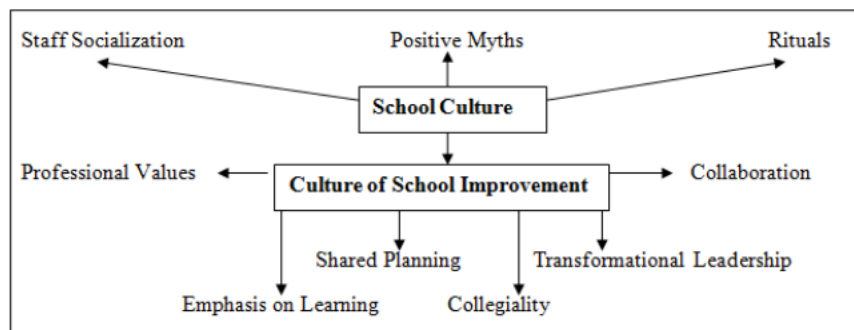 Staff Socialization
Positive Myths
Rituals
School Culture
Professional Values
Culture of School Improvement
Collaboration
Shared Planning
Transformational Leadership
Emphasis on Learning
Collegiality